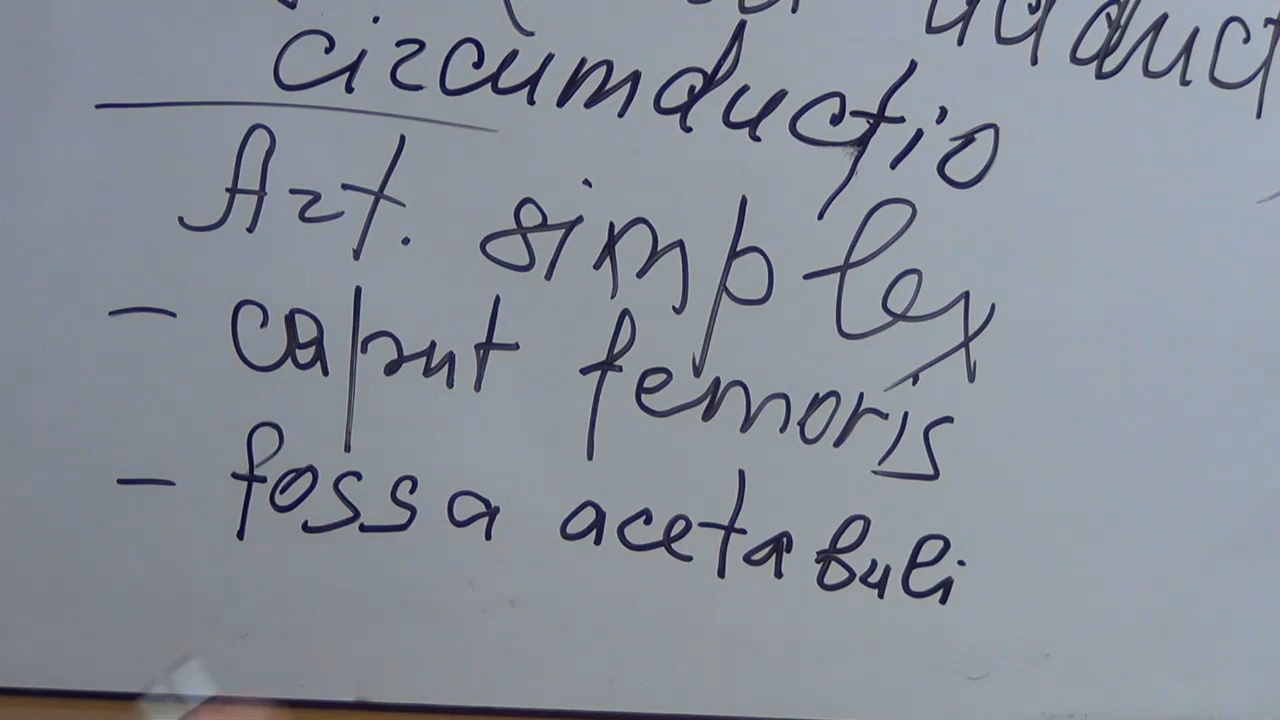 circumductio
Art. simplex
- caput femoris
- fossa acetabuli